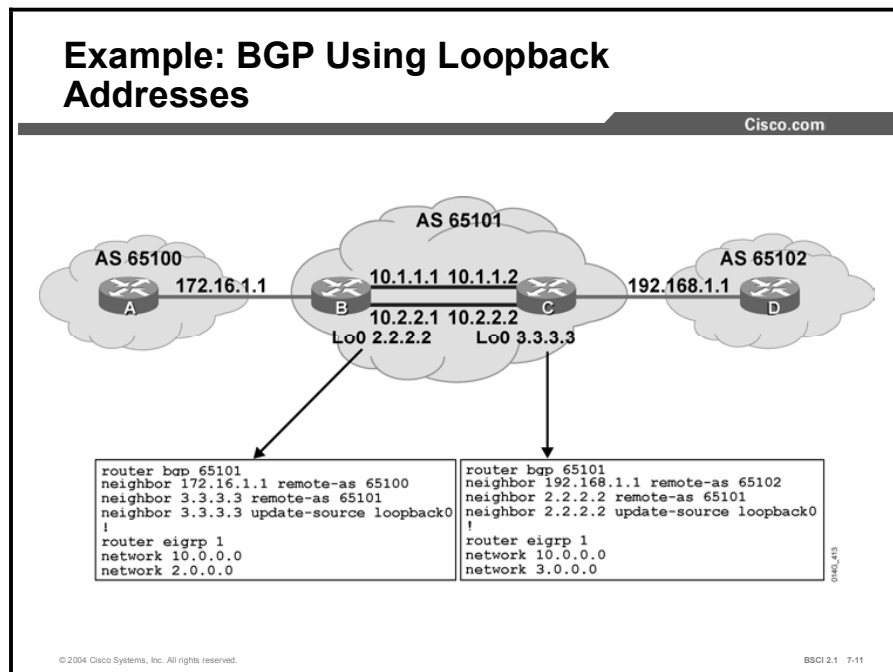 Example: BGP Using Loopback
Addresses
Cisco.com
AS 65101
AS 65100
AS 65102
172.16.1.1
10.1.1.1 10.1.1.2
192.168.1.1
A
B
C
D
10.2.2.1 10.2.2.2
Lo0 2.2.2.2
Lo0 3.3.3.3
router bgp 65101
neighbor 172.16.1.1 remote-as 65100
neighbor 3.3.3.3 remote-as 65101
neighbor 3.3.3.3 update-source loopback0
!
router eigrp 1
network 10.0.0.0
network 2.0.0.0
router bgp 65101
neighbor 192.168.1.1 remote-as 65102
neighbor 2.2.2.2 remote-as 65101
neighbor 2.2.2.2 update-source loopback0
!
router eigrp 1
network 10.0.0.0
network 3.0.0.0
014G_413
© 2004 Cisco Systems, Inc. All rights reserved.
BSCI 2.1 7-11